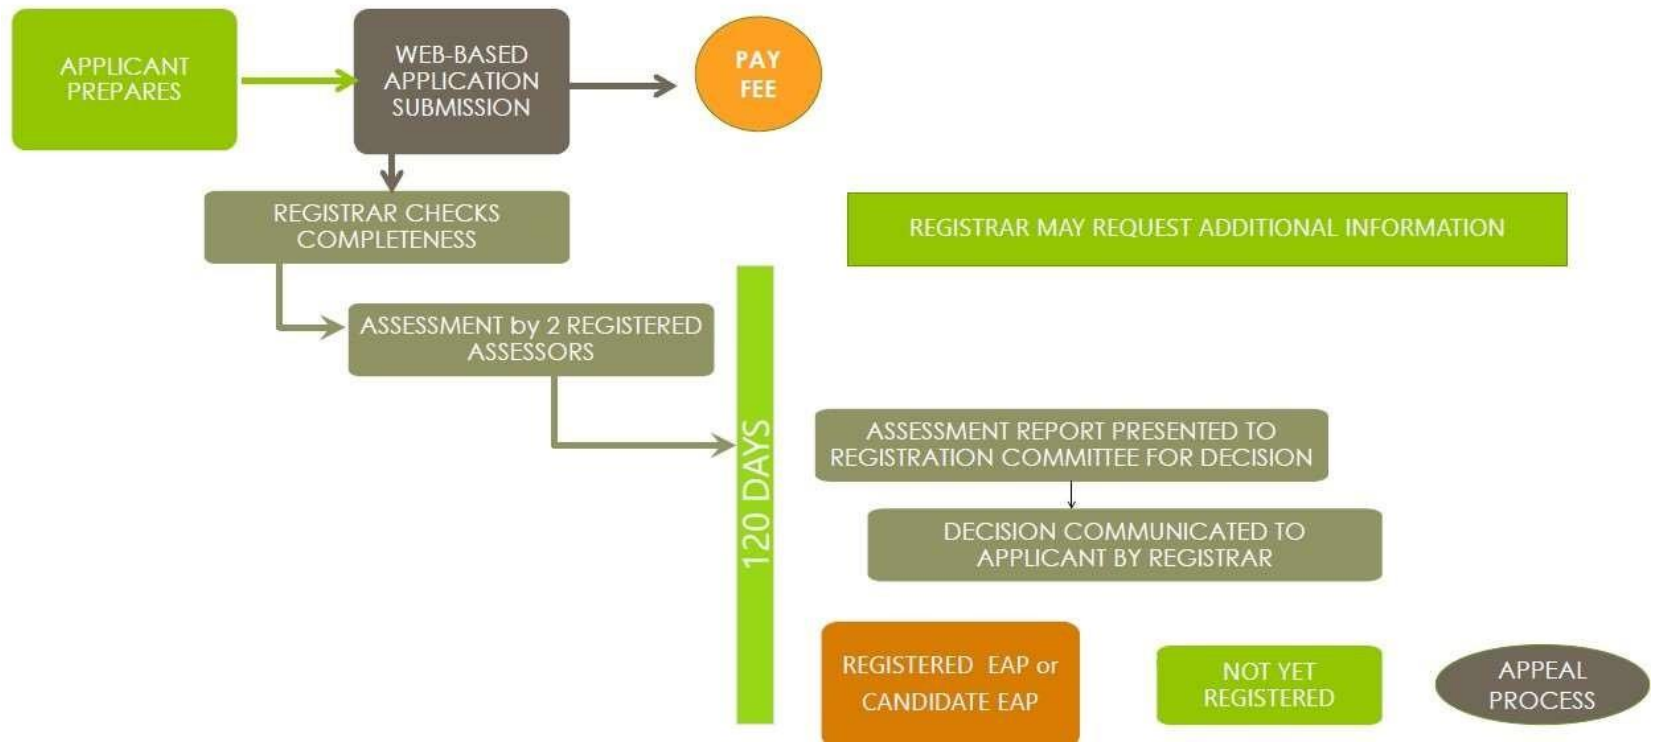 APPLICANT
PREPARES
WEB-BASED
APPLICATION
SUBMISSION
PAY
FEE
REGISTRAR CHECKS
COMPLETENESS
REGISTRAR MAY REQUEST ADDITIONAL INFORMATION
ASSESSMENT by 2 REGISTERED
ASSESSORS
120 DAYS
ASSESSMENT REPORT PRESENTED TO
REGISTRATION COMMITTEE FOR DECISION
DECISION COMMUNICATED TO
APPLICANT BY REGISTRAR
REGISTERED EAP or
CANDIDATE EAP
NOT YET
REGISTERED
APPEAL
PROCESS